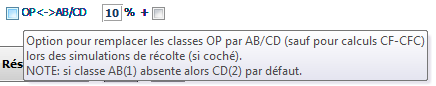 OP<->AB/CD 10 % +
Option pour remplacer les classes OP par AB/CD (sauf pour calculs CF-CFC)
lors des simulations de récolte (si coché).
NOTE: si classe AB(1) absente alors CD(2) par défaut.
Rés